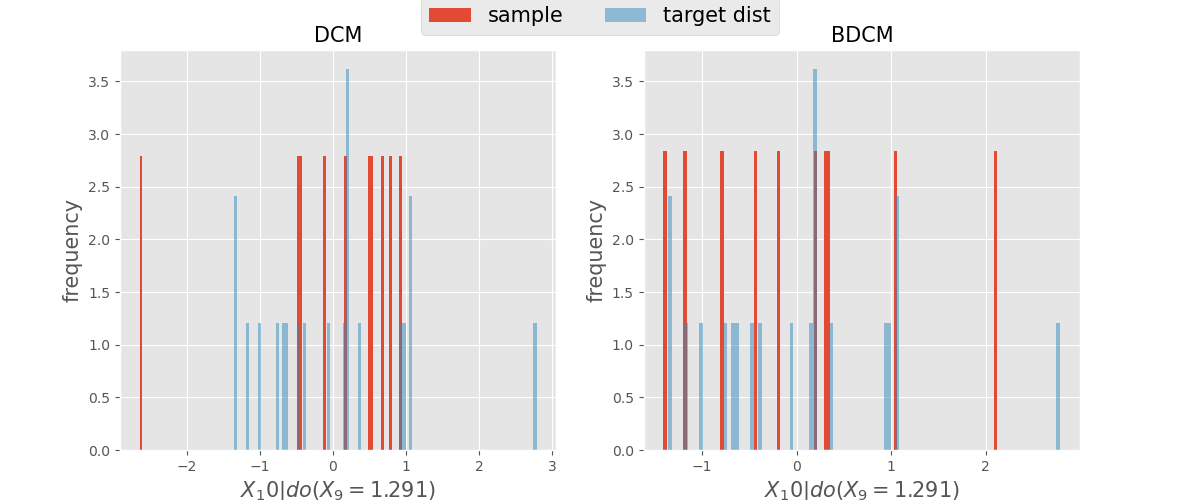 sample target dist
DCM BDCM
frequency
3.5
3.0
2.5
2.0
1.5
1.0
0.5
0.0
−2 −1 0 1 2 3
X₁0|do(X₉ = 1.291)
frequency
3.5
3.0
2.5
2.0
1.5
1.0
0.5
0.0
−1 0 1 2
X₁0|do(X₉ = 1.291)